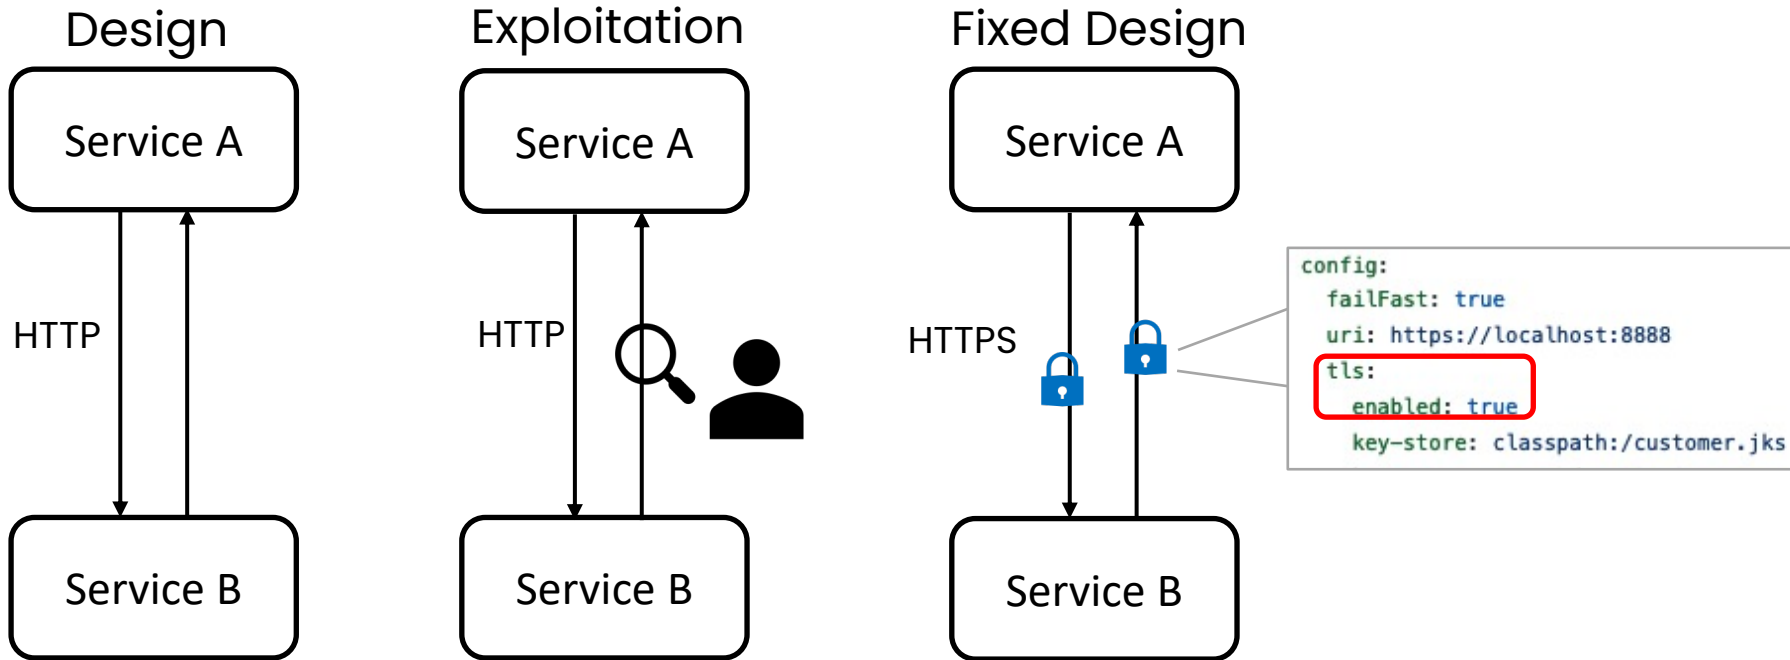 Design
Service A
HTTP
Service B
Exploitation
Service A
HTTP
Service B
Fixed Design
Service A
HTTPS
Service B
config:
failFast: true
uri: https://localhost:8888
tls:
enabled: true
key-store: classpath:/customer.jks